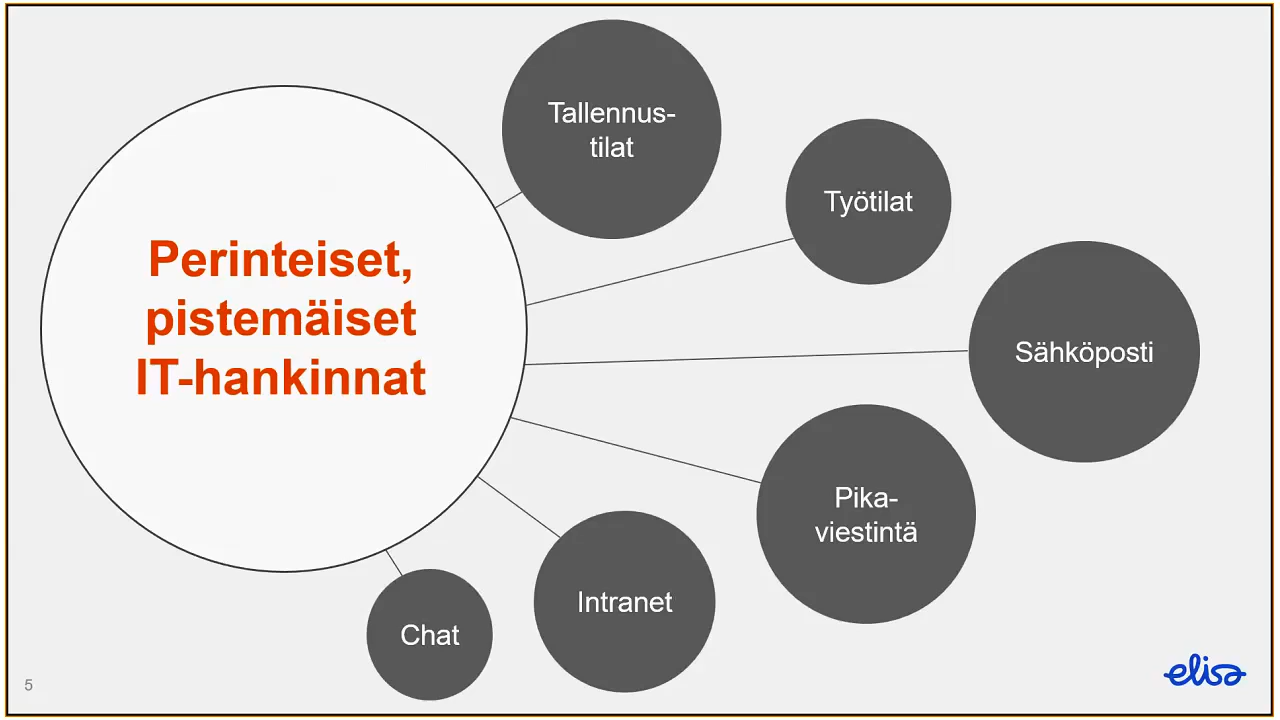 Perinteiset,
pistemäiset
IT-hankinnat
Tallennus-
tilat
Työtilat
Sähköposti
Pika-
viestintä
Intranet
Chat
5
elisa